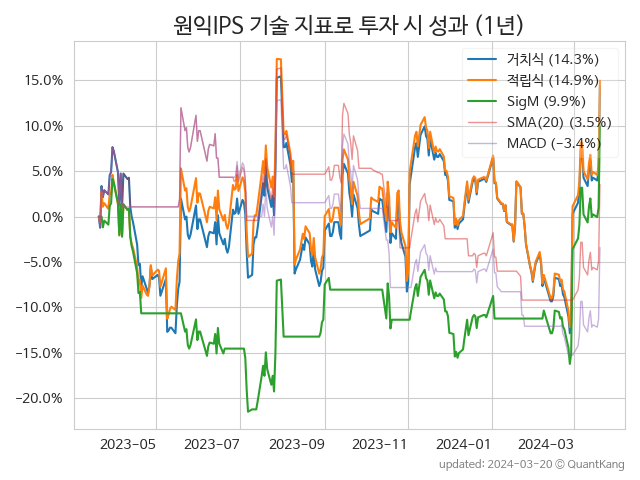 원익IPS 기술 지표로 투자 시 성과 (1년)
거치식 (14.3%)
적립식 (14.9%)
SigM (9.9%)
SMA(20) (3.5%)
MACD (−3.4%)
15.0%
10.0%
5.0%
0.0%
−5.0%
−10.0%
−15.0%
−20.0%
2023−05
2023−07
2023−09
2023−11
2024−01
2024−03
updated: 2024-03-20 @ QuantKang